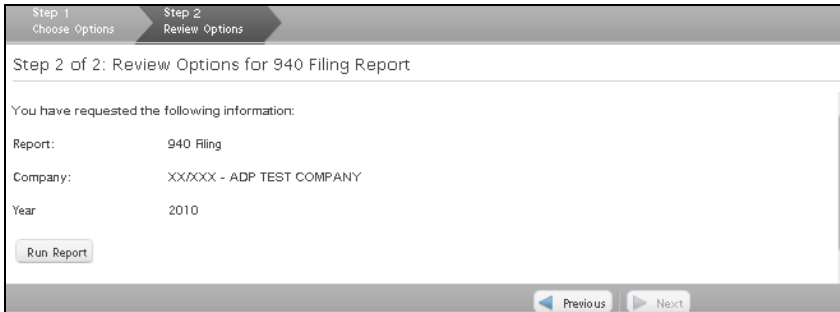 Step 1
Choose Options
Step 2
Review Options
Step 2 of 2: Review Options for 940 Filing Report
You have requested the following information:
Report: 940 Filing
Company: XX/XXX - ADP TEST COMPANY
Year 2010
Run Report
Previous Next